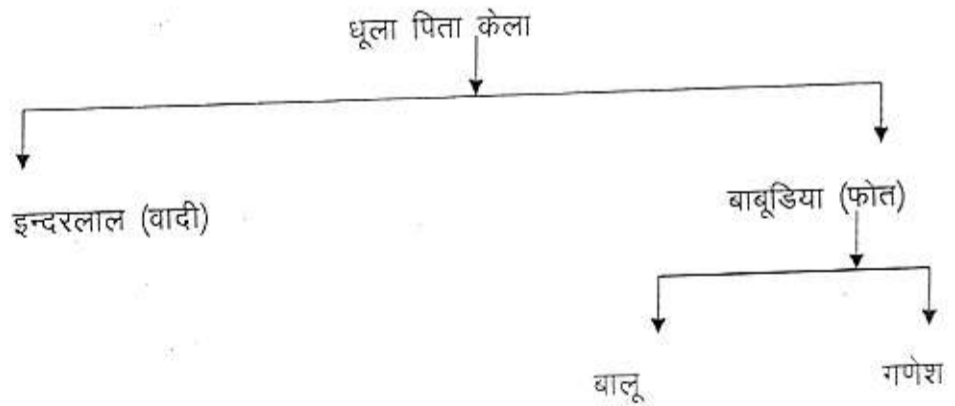 धूला पिता केला
इन्दरलाल (वादी)
बाबूडिया (फोत)
बालू
गणेश